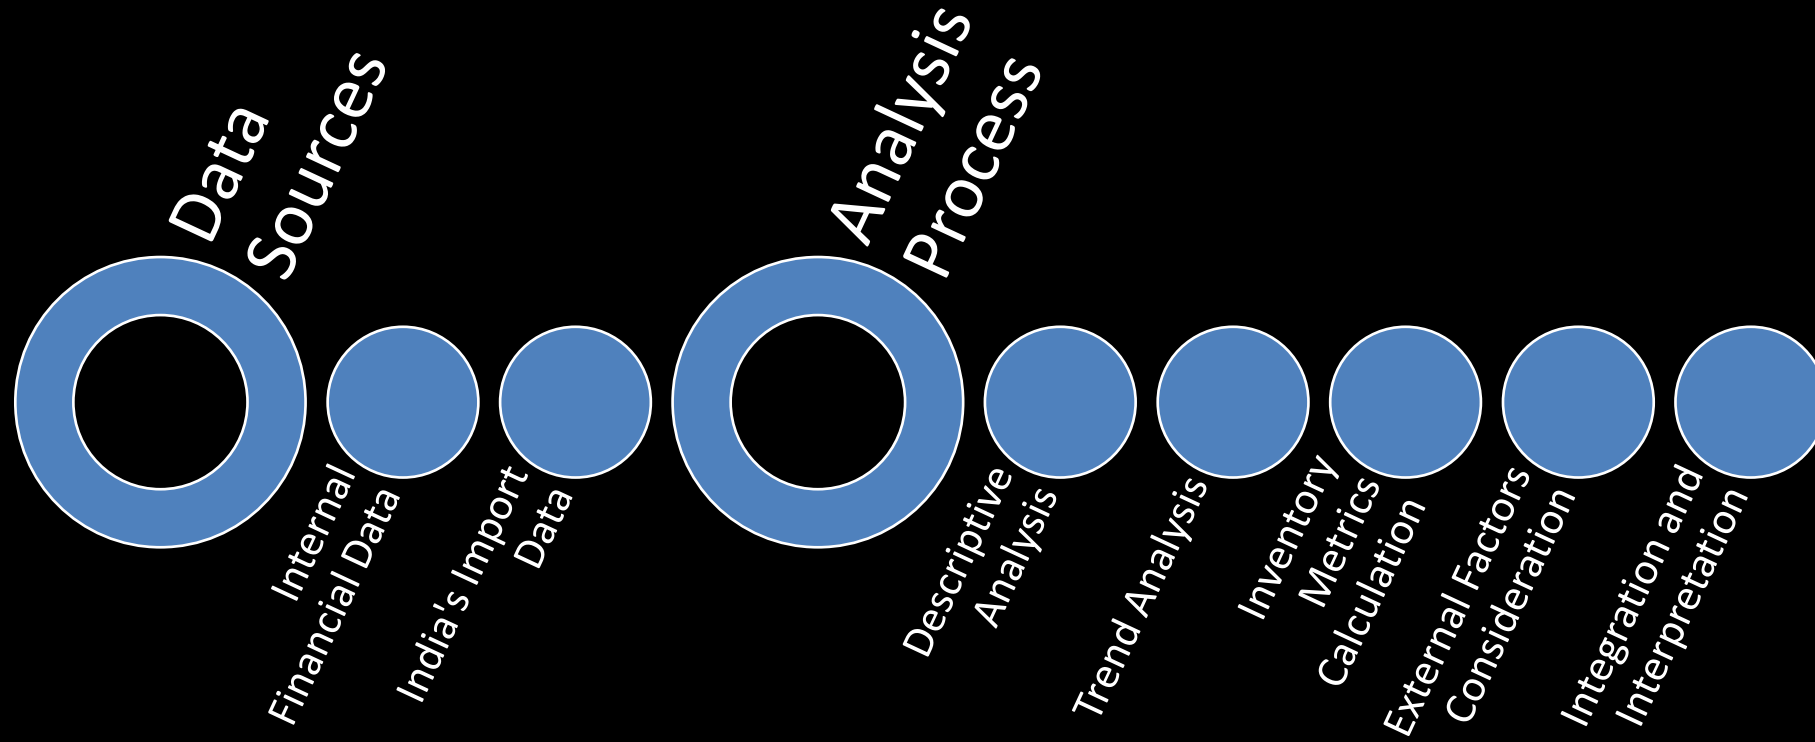 Data
Sources
Internal
Financial Data
India's Import
Data
Analysis
Process
Descriptive
Analysis
Trend Analysis
Inventory
Metrics
Calculation
External Factors
Consideration
Integration and
Interpretation